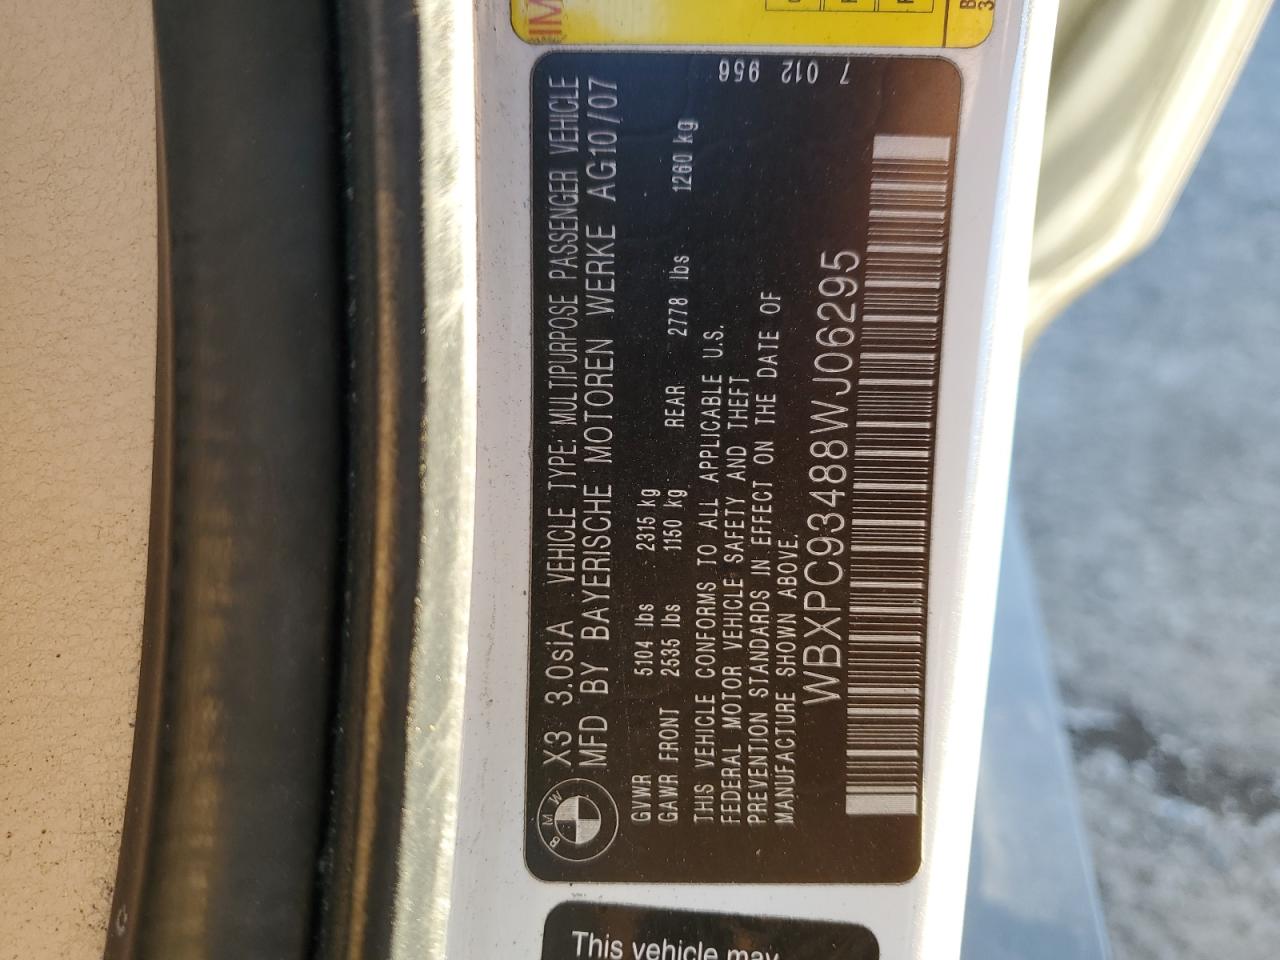 B M W
X3 3.0siA VEHICLE TYPE: MULTIPURPOSE PASSENGER VEHICLE
MFD BY BAYERISCHE MOTOREN WERKE AG10/07
GVWR 5104 lbs 2315 kg
GAWR FRONT 2535 lbs 1150 kg REAR 2778 lbs 1260 kg
THIS VEHICLE CONFORMS TO ALL APPLICABLE U.S.
FEDERAL MOTOR VEHICLE SAFETY AND THEFT
PREVENTION STANDARDS IN EFFECT ON THE DATE OF
MANUFACTURE SHOWN ABOVE.
WBXPC93488WJ06295
7 012 956
This vehicle may